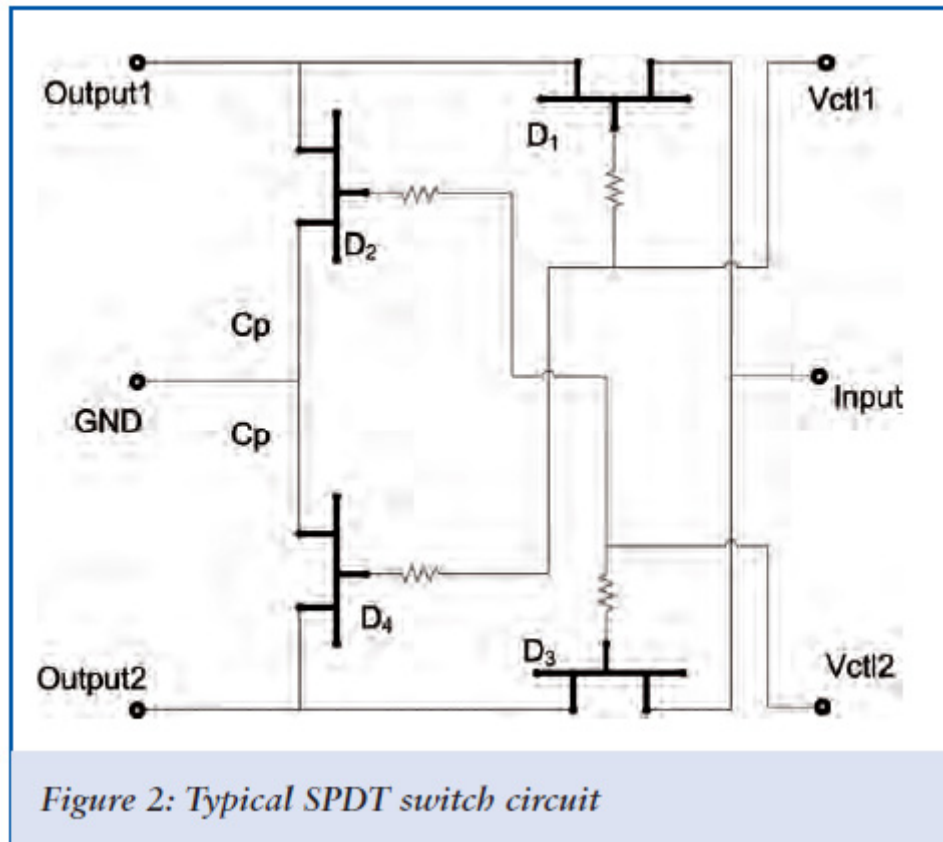 Output1
Vctl1
D₁
D₂
Cp
GND
Input
Cp
D₄
D₃
Output2
Vctl2
Figure 2: Typical SPDT switch circuit